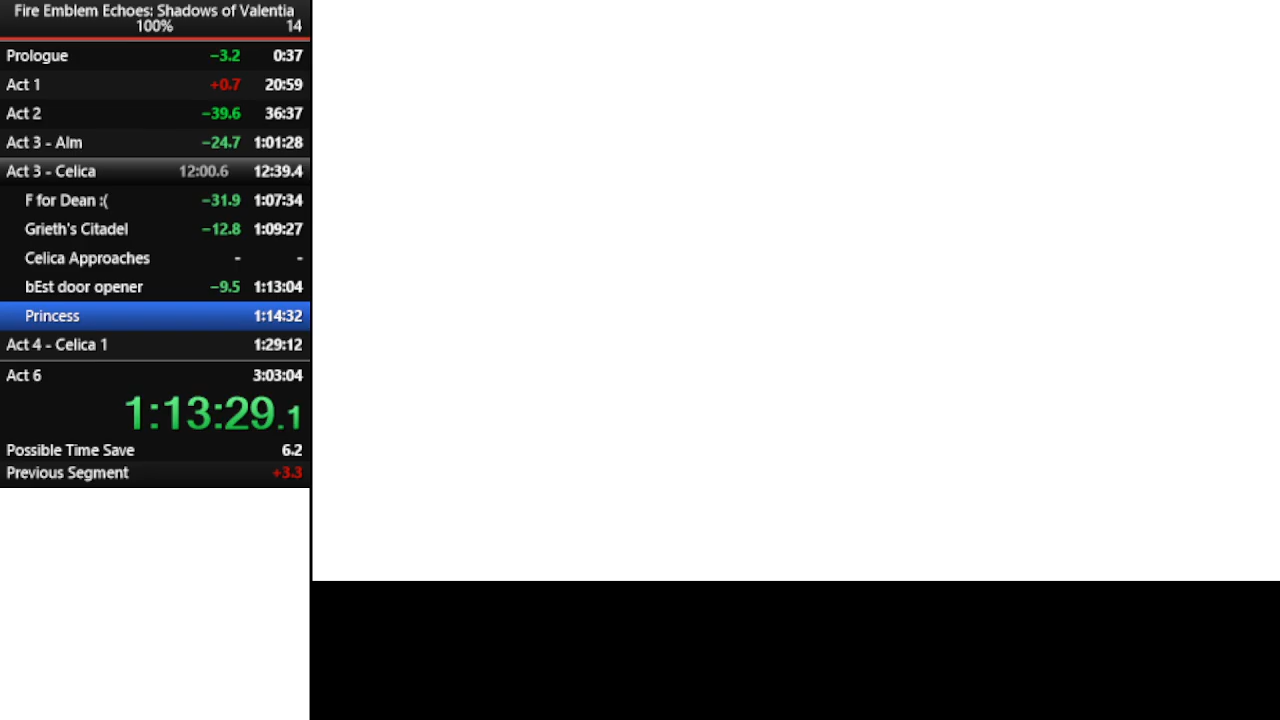 Fire Emblem Echoes: Shadows of Valentia
100% 14
Prologue −3.2 0:37
Act 1 +0.7 20:59
Act 2 −39.6 36:37
Act 3 - Alm −24.7 1:01:28
Act 3 - Celica 12:00.6 12:39.4
F for Dean :( −31.9 1:07:34
Grieth's Citadel −12.8 1:09:27
Celica Approaches - -
bEst door opener −9.5 1:13:04
Princess 1:14:32
Act 4 - Celica 1 1:29:12
Act 6 3:03:04
1:13:29.1
Possible Time Save 6.2
Previous Segment +3.3